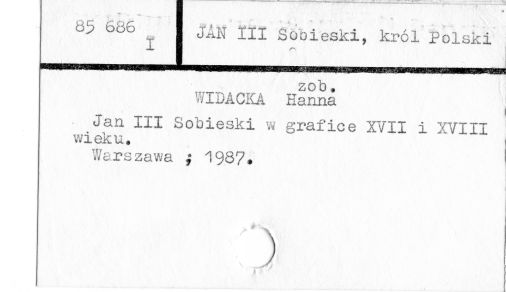 85 686
I
JAN III Sobieski, król Polski
zob.
WIDACKA Hanna
Jan III Sobieski w grafice XVII i XVIII
wieku.
Warszawa ; 1987.